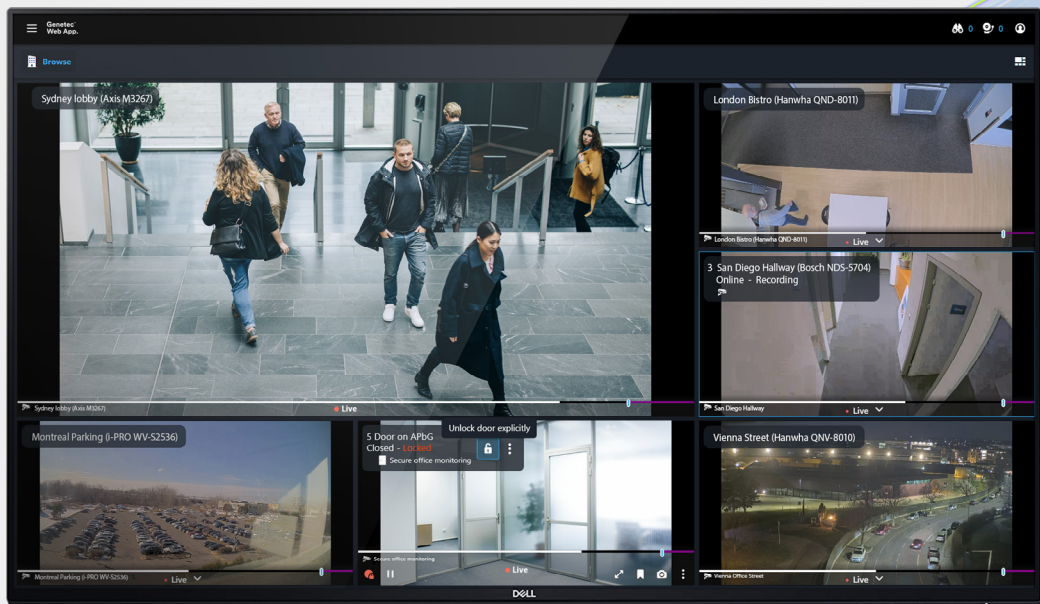 Genetec™
Web App.
0
0
Browse
Sydney lobby (Axis M3267)
Sydney lobby (Axis M3267)
Live
London Bistro (Hanwha QND-8011)
London Bistro (Hanwha QND-8011)
Live
3 San Diego Hallway (Bosch NDS-5704)
Online - Recording
San Diego Hallway
Live
Montreal Parking (i-PRO WV-S2536)
Montreal Parking (i-PRO WV-S2536)
Live
Unlock door explicitly
5 Door on APbG
Closed - Locked
Secure office monitoring
Secure office monitoring
Live
Vienna Street (Hanwha QNV-8010)
Vienna Office Street
Live
DELL